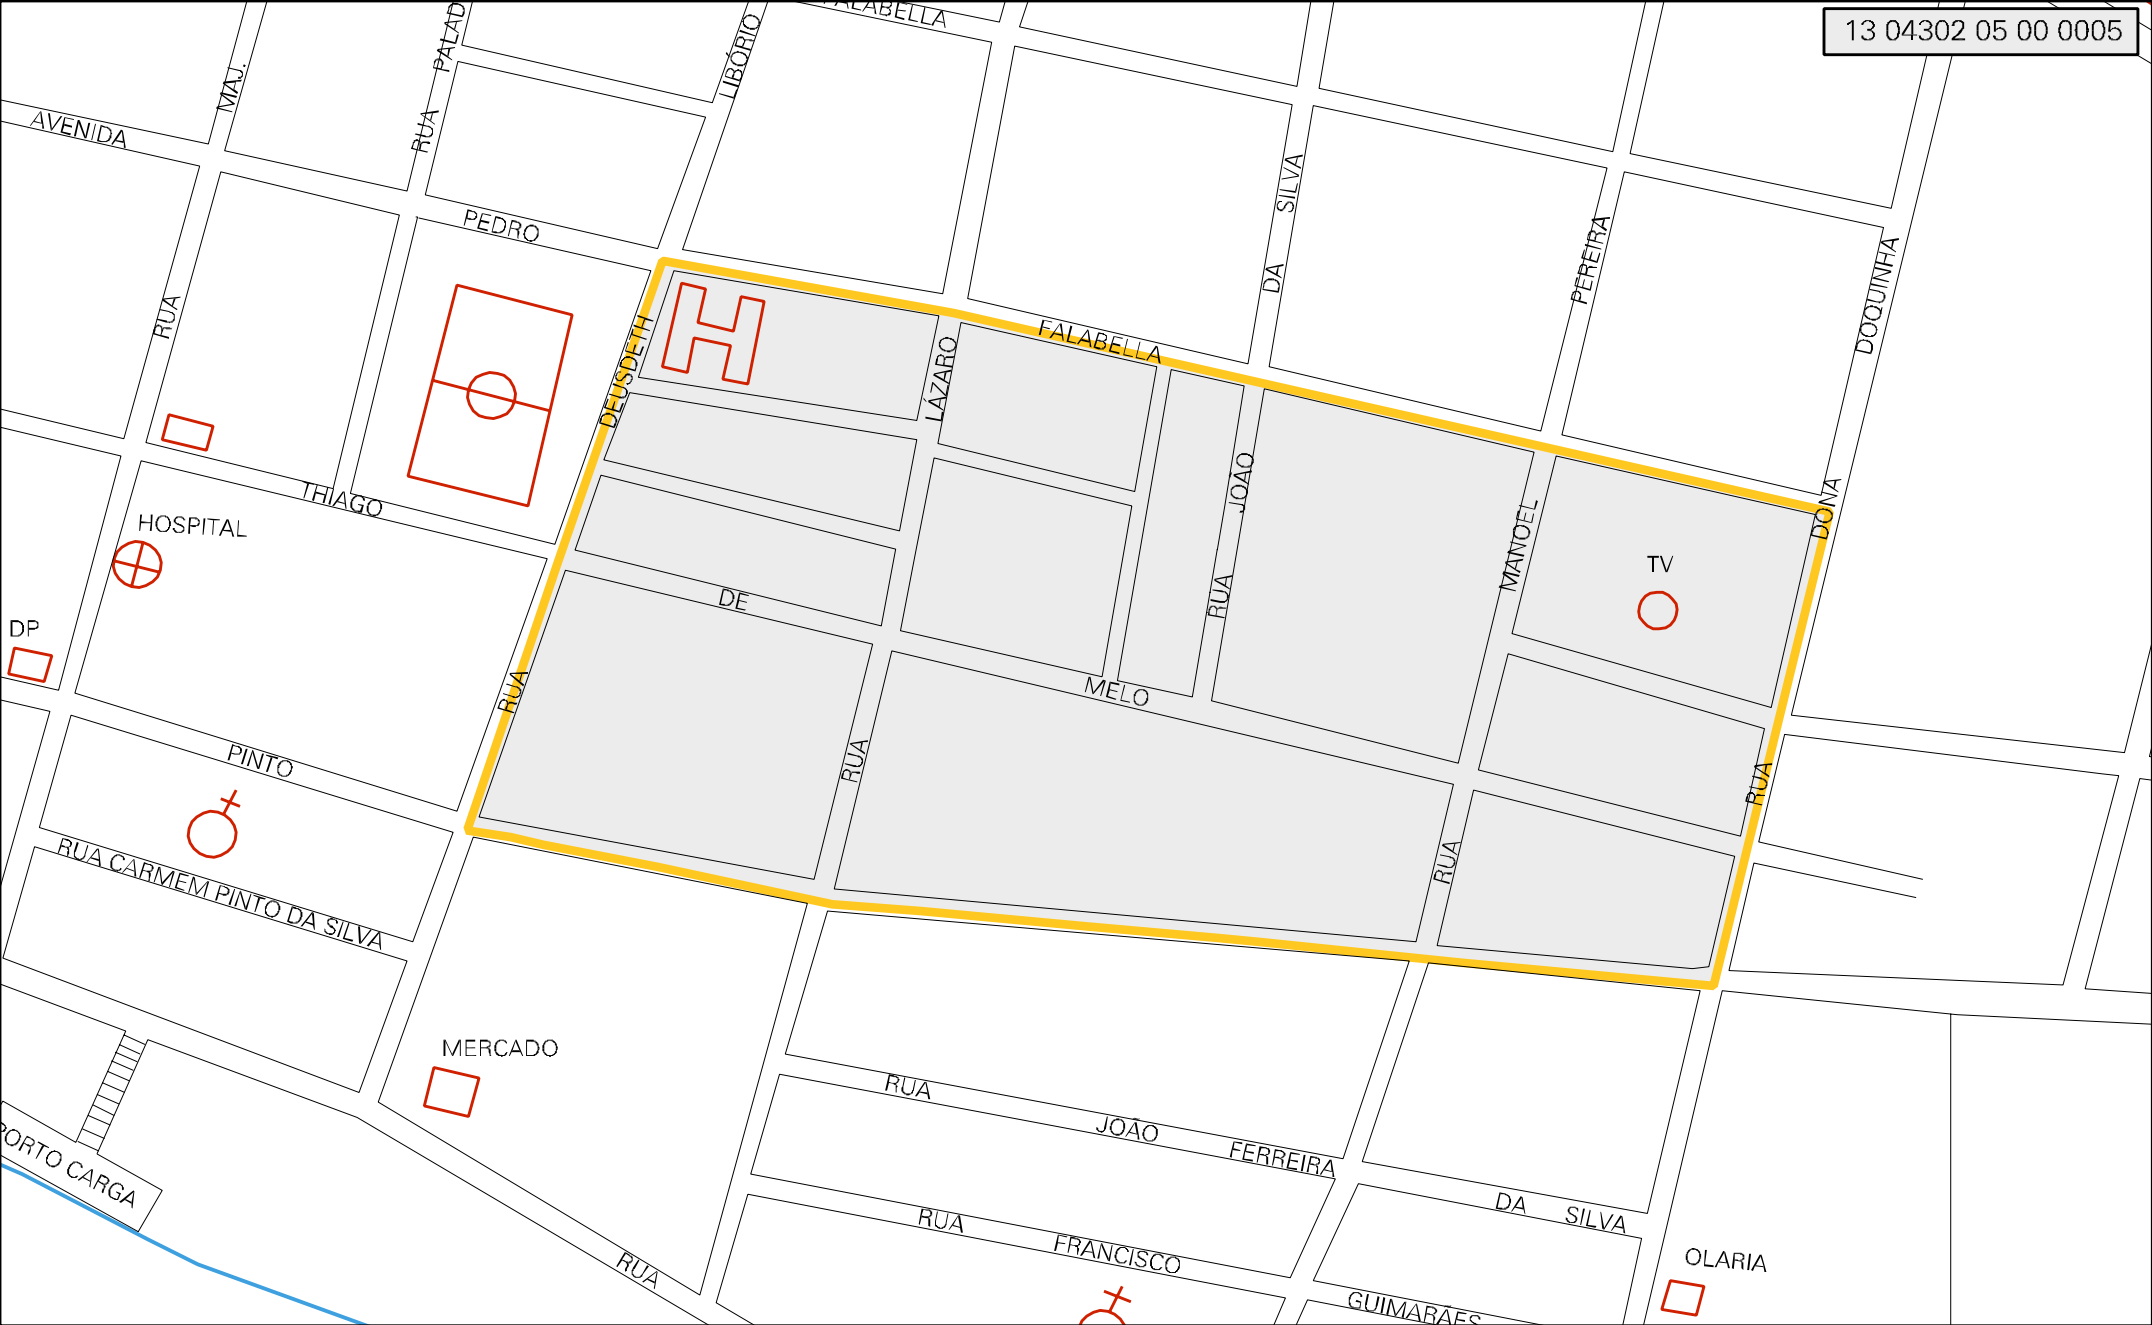 FALABELLA
13 04302 05 00 0005
MAJ.
RUA
LIBÓRIO
AVENIDA
PEDRO
FALABELLA
DA
SILVA
PEREIRA
DOQUINHA
RUA
DEUSDETH
LÁZARO
JOÃO
MANOEL
DONA
THIAGO
HOSPITAL
TV
DE
RUA
DP
RUA
MELO
RUA
RUA
PINTO
RUA
RUA CARMEM PINTO DA SILVA
MERCADO
RUA
JOÃO
FERREIRA
DA
SILVA
PORTO CARGA
RUA
FRANCISCO
GUIMARÃES
RUA
OLARIA